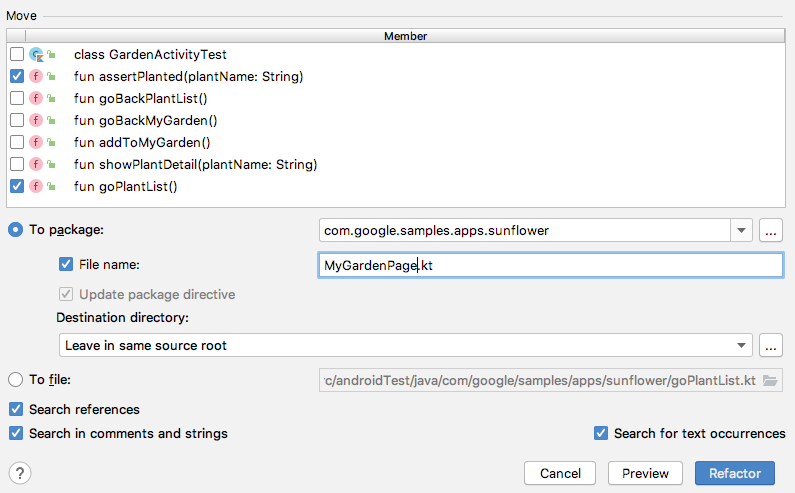 Move
Member
class GardenActivityTest
f fun assertPlanted(plantName: String)
f fun goBackPlantList()
f fun goBackMyGarden()
f fun addToMyGarden()
f fun showPlantDetail(plantName: String)
f fun goPlantList()
To package: com.google.samples.apps.sunflower ...
File name: MyGardenPage.kt
Update package directive
Destination directory:
Leave in same source root ...
To file: c/androidTest/java/com/google/samples/apps/sunflower/goPlantList.kt
Search references
Search in comments and strings Search for text occurrences
? Cancel Preview Refactor